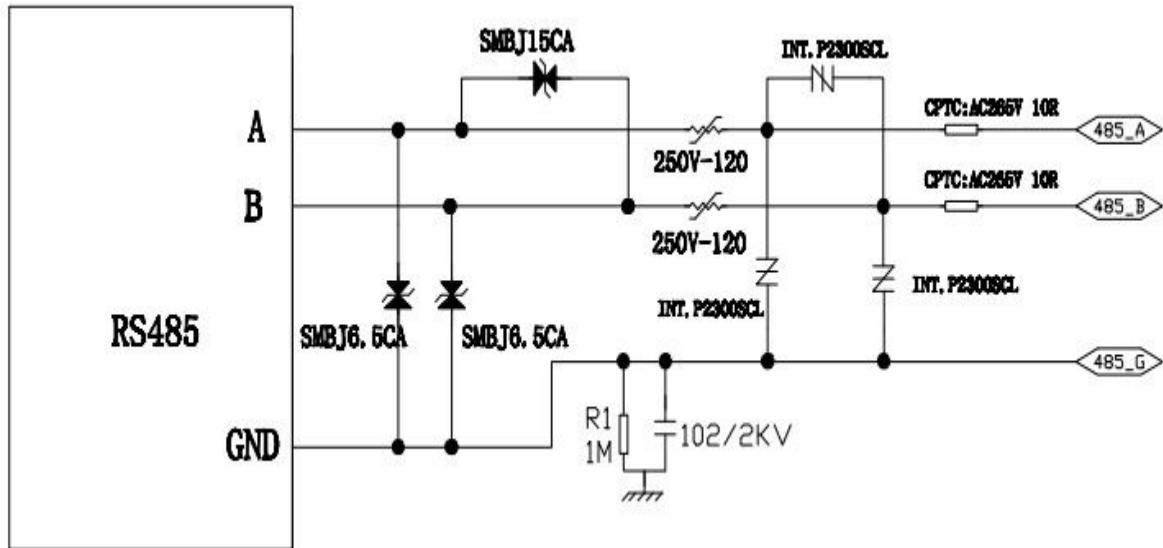 SMBJ15CA
INT.P2300SCL
A
CPTC:AC265V 10R
485_A
250V-120
B
CPTC:AC265V 10R
485_B
250V-120
INT.P2300SCL
RS485
SMBJ6.5CA
SMBJ6.5CA
INT.P2300SCL
485_G
R1
1M
102/2KV
GND